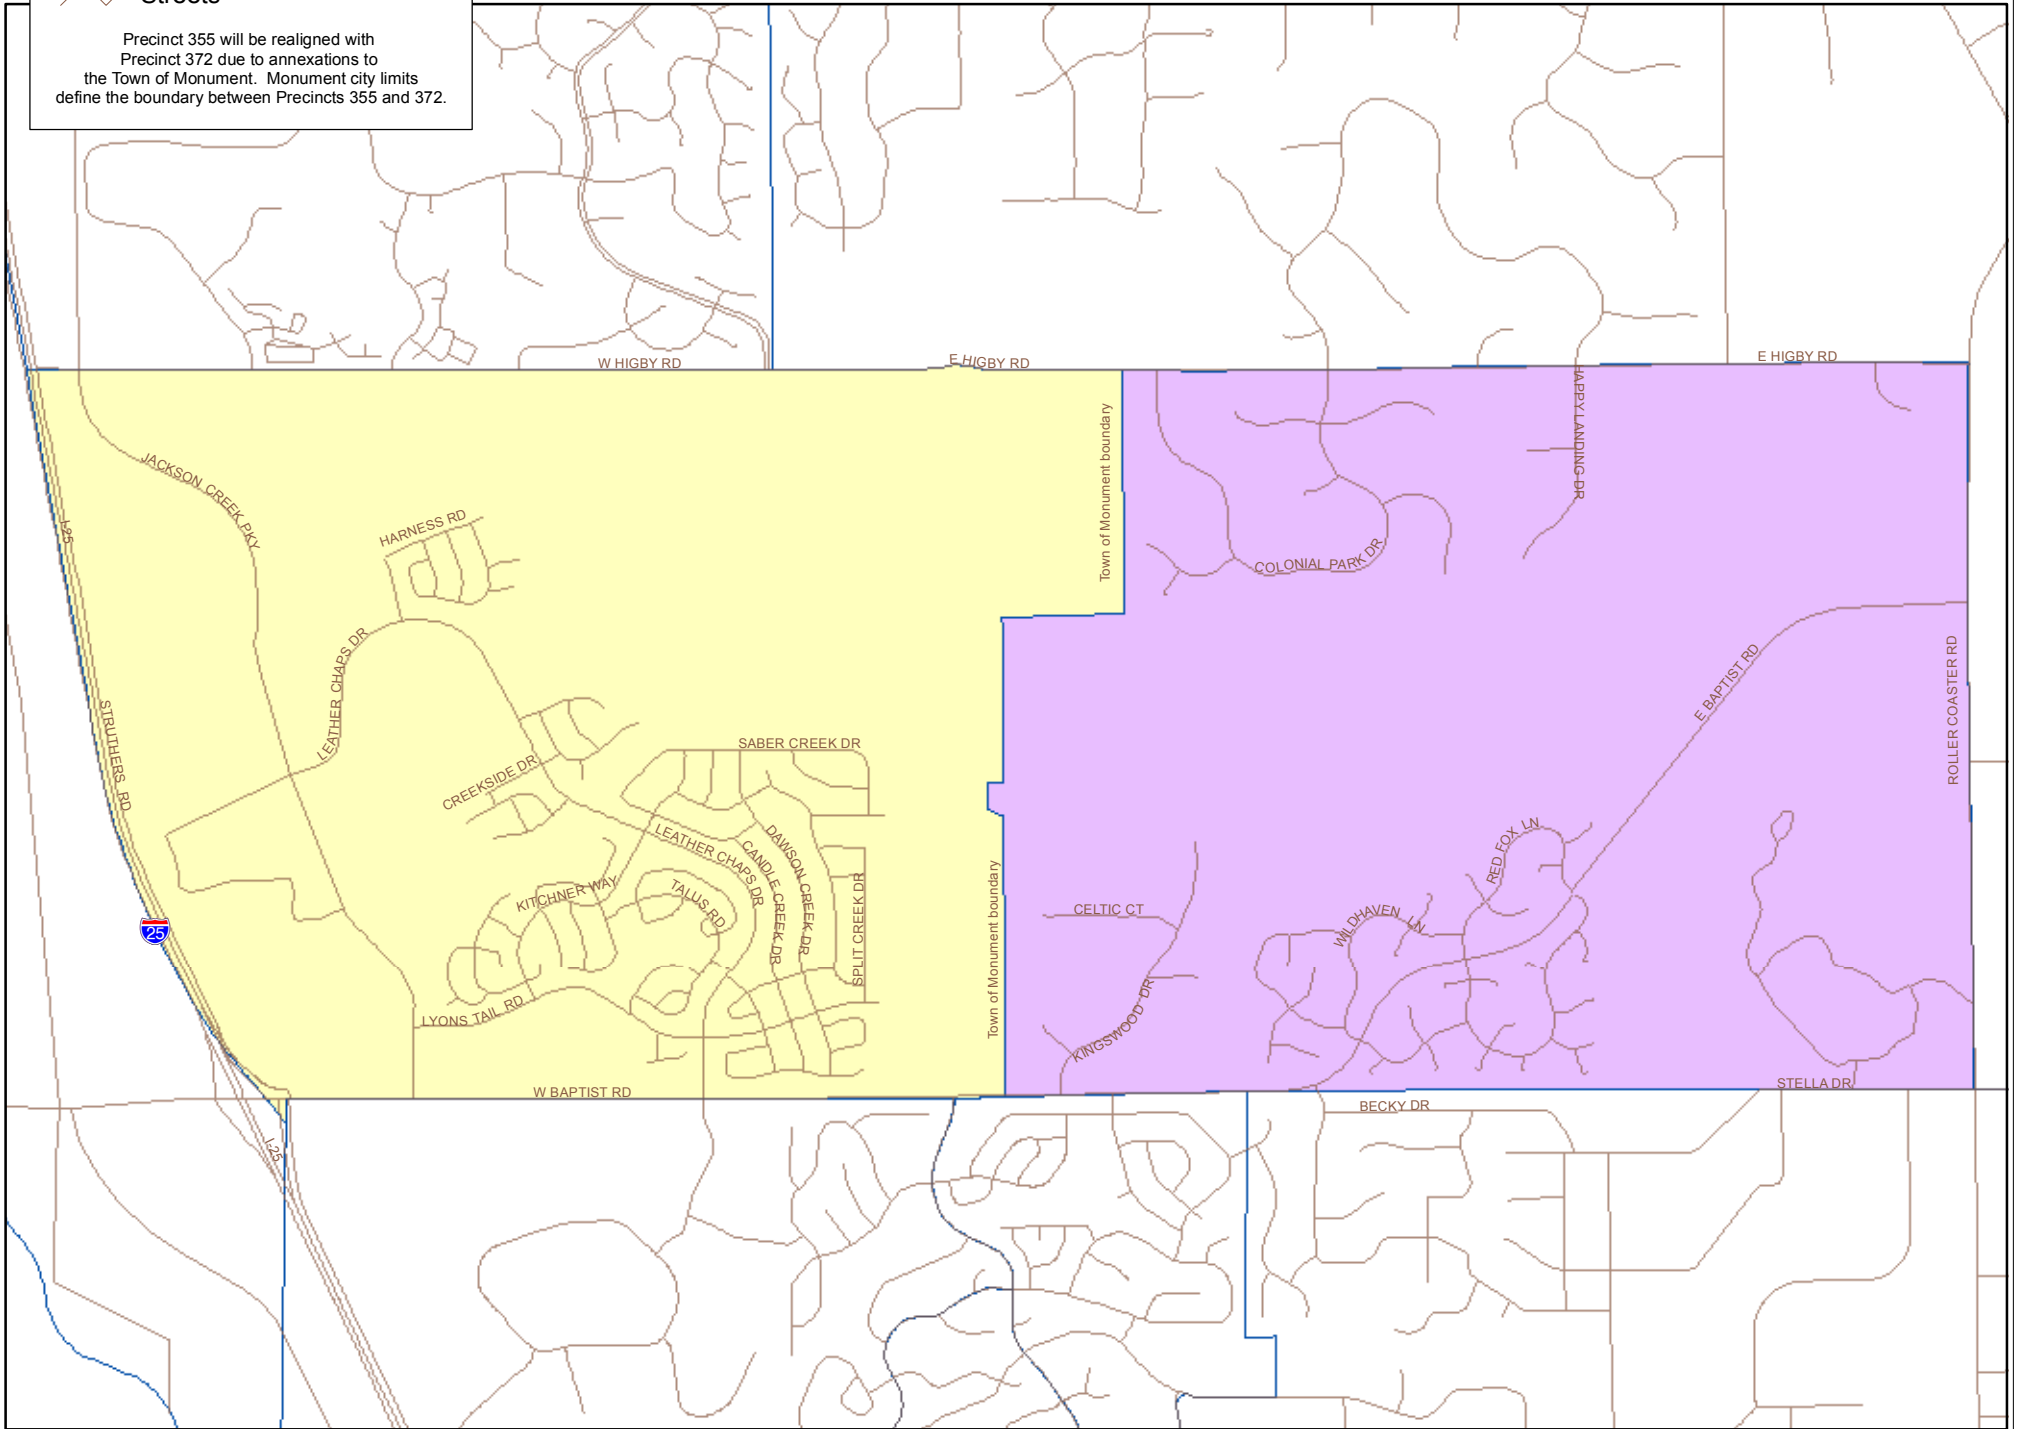 Streets
Precinct 355 will be realigned with
Precinct 372 due to annexations to
the Town of Monument.  Monument city limits
define the boundary between Precincts 355 and 372.
W HIGBY RD
E HIGBY RD
E HIGBY RD
Town of Monument boundary
HAPPY LANDING DR
JACKSON CREEK PKY
I-25
HARNESS RD
COLONIAL PARK DR
LEATHER CHAPS DR
STRUTHERS RD
E BAPTIST RD
ROLLER COASTER RD
SABER CREEK DR
CREEKSIDE DR
LEATHER CHAPS DR
CANDLE CREEK DR
DAWSON CREEK DR
SPLIT CREEK DR
KITCHNER WAY
TALUS RD
RED FOX LN
Town of Monument boundary
CELTIC CT
WILDHAVEN LN
25
KINGSWOOD DR
LYONS TAIL RD
W BAPTIST RD
STELLA DR
BECKY DR
I-25